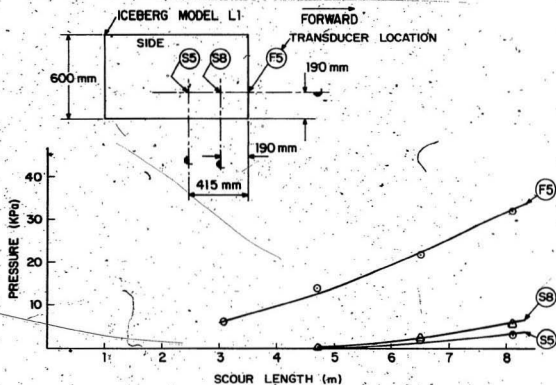 ICEBERG MODEL L1
FORWARD
SIDE
S5
S8
F5
TRANSDUCER LOCATION
600 mm
190 mm
190 mm
415 mm
PRESSURE (KPa)
40
30
20
10
F5
S8
S5
1
2
3
4
5
6
7
8
SCOUR LENGTH (m)